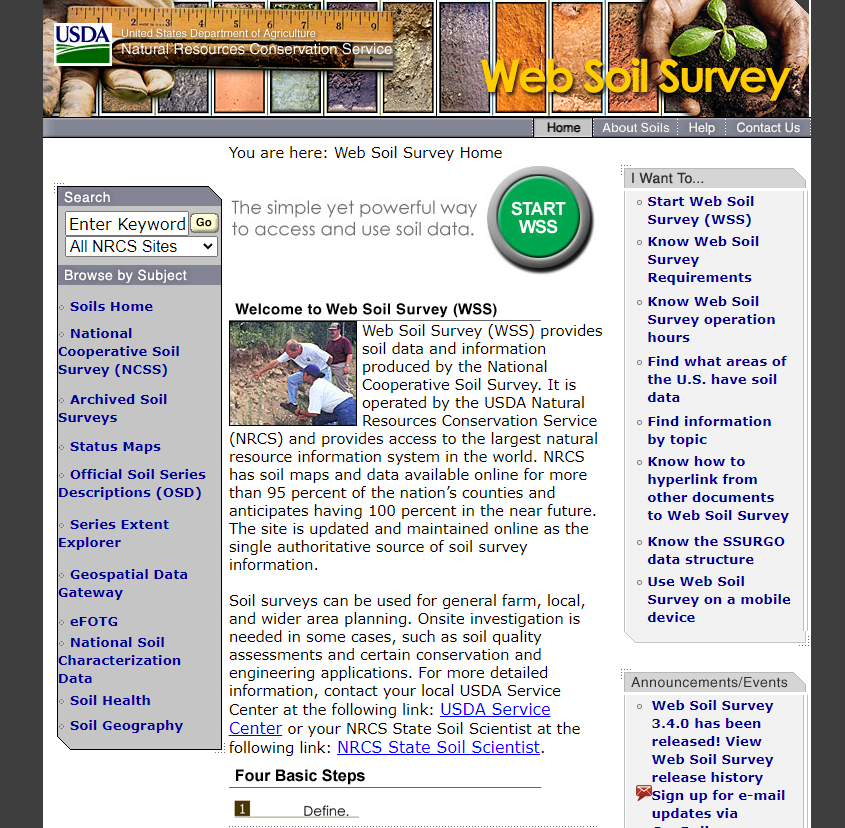 USDA
United States Department of Agriculture
Natural Resources Conservation Service
Web Soil Survey
Home
About Soils
Help
Contact Us
You are here: Web Soil Survey Home
Search
Enter Keyword
Go
All NRCS Sites
Browse by Subject
Soils Home
National
Cooperative Soil
Survey (NCSS)
Archived Soil
Surveys
Status Maps
Official Soil Series
Descriptions (OSD)
Series Extent
Explorer
Geospatial Data
Gateway
eFOTG
National Soil
Characterization
Data
Soil Health
Soil Geography
The simple yet powerful way
to access and use soil data.
START
WSS
Welcome to Web Soil Survey (WSS)
Web Soil Survey (WSS) provides
soil data and information
produced by the National
Cooperative Soil Survey. It is
operated by the USDA Natural
Resources Conservation Service
(NRCS) and provides access to the largest natural
resource information system in the world. NRCS
has soil maps and data available online for more
than 95 percent of the nation’s counties and
anticipates having 100 percent in the near future.
The site is updated and maintained online as the
single authoritative source of soil survey
information.
Soil surveys can be used for general farm, local,
and wider area planning. Onsite investigation is
needed in some cases, such as soil quality
assessments and certain conservation and
engineering applications. For more detailed
information, contact your local USDA Service
Center at the following link: USDA Service
Center or your NRCS State Soil Scientist at the
following link: NRCS State Soil Scientist.
Four Basic Steps
1 Define.
I Want To...
Start Web Soil
Survey (WSS)
Know Web Soil
Survey
Requirements
Know Web Soil
Survey operation
hours
Find what areas of
the U.S. have soil
data
Find information
by topic
Know how to
hyperlink from
other documents
to Web Soil Survey
Know the SSURGO
data structure
Use Web Soil
Survey on a mobile
device
Announcements/Events
Web Soil Survey
3.4.0 has been
released! View
Web Soil Survey
release history
Sign up for e-mail
updates via